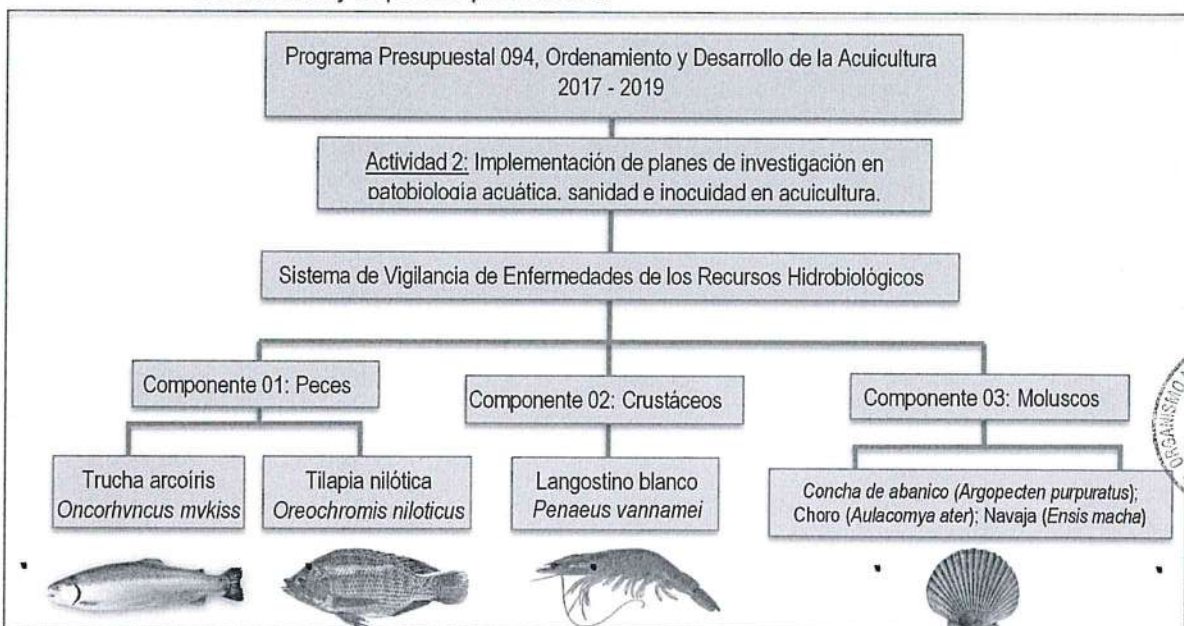 Programa Presupuestal 094, Ordenamiento y Desarrollo de la Acuicultura
2017 - 2019
Actividad 2: Implementación de planes de investigación en
patobiología acuática, sanidad e inocuidad en acuicultura.
Sistema de Vigilancia de Enfermedades de los Recursos Hidrobiológicos
Componente 01: Peces
Componente 02: Crustáceos
Componente 03: Moluscos
Trucha arcoíris
Oncorhyncus mykiss
Tilapia nilótica
Oreochromis niloticus
Langostino blanco
Penaeus vannamei
Concha de abanico (Argopecten purpuratus);
Choro (Aulacomya ater); Navaja (Ensis macha)
ORGANISMO